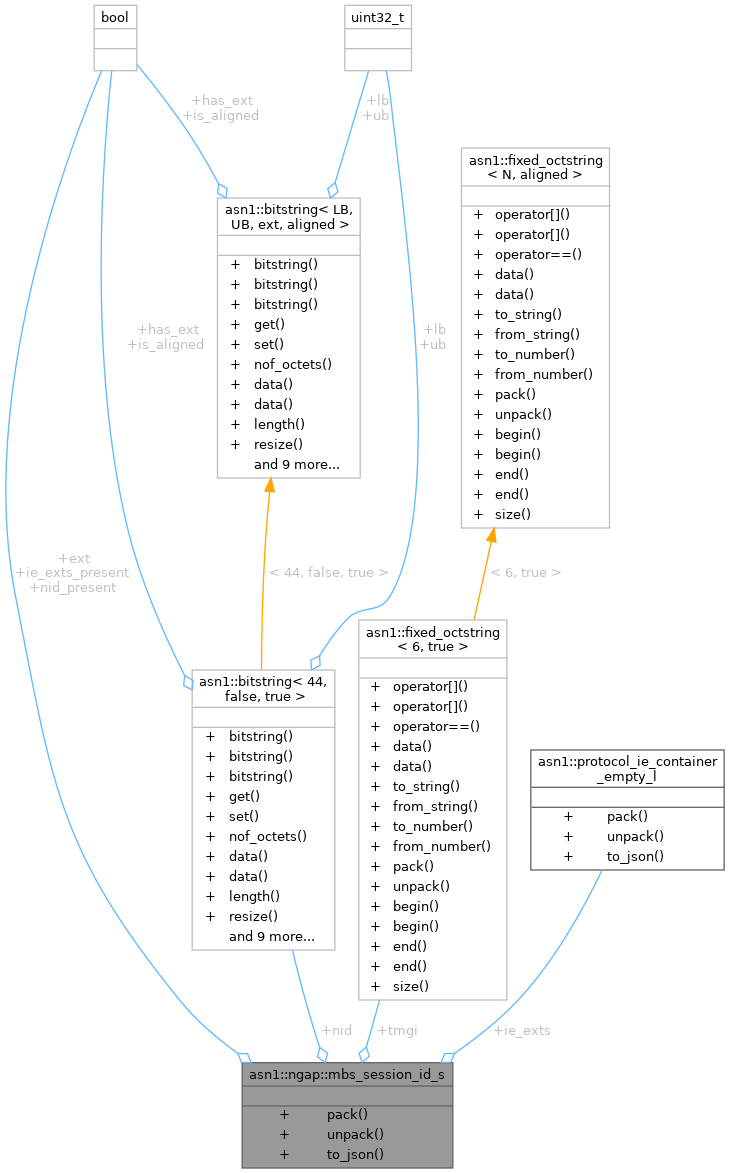 bool
uint32_t
+has_ext
+is_aligned
+lb
+ub
asn1::fixed_octstring
< N, aligned >
+ operator[]()
+ operator[]()
+ operator==()
+ data()
+ data()
+ to_string()
+ from_string()
+ to_number()
+ from_number()
+ pack()
+ unpack()
+ begin()
+ begin()
+ end()
+ end()
+ size()
asn1::bitstring< LB,
UB, ext, aligned >
+ bitstring()
+ bitstring()
+ bitstring()
+ get()
+ set()
+ nof_octets()
+ data()
+ data()
+ length()
+ resize()
and 9 more...
+has_ext
+is_aligned
+lb
+ub
+ext
+ie_exts_present
+nid_present
< 44, false, true >
< 6, true >
asn1::bitstring< 44,
false, true >
+ bitstring()
+ bitstring()
+ bitstring()
+ get()
+ set()
+ nof_octets()
+ data()
+ data()
+ length()
+ resize()
and 9 more...
asn1::fixed_octstring
< 6, true >
+ operator[]()
+ operator[]()
+ operator==()
+ data()
+ data()
+ to_string()
+ from_string()
+ to_number()
+ from_number()
+ pack()
+ unpack()
+ begin()
+ begin()
+ end()
+ end()
+ size()
asn1::protocol_ie_container
_empty_l
+ pack()
+ unpack()
+ to_json()
+nid
+tmgi
+ie_exts
asn1::ngap::mbs_session_id_s
+ pack()
+ unpack()
+ to_json()